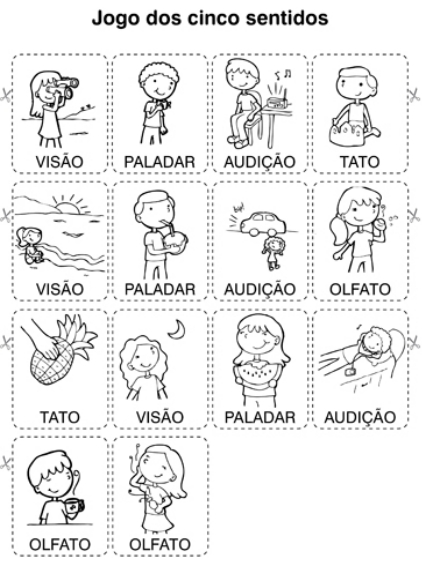 Jogo dos cinco sentidos
VISÃO PALADAR AUDIÇÃO TATO
VISÃO PALADAR AUDIÇÃO OLFATO
TATO VISÃO PALADAR AUDIÇÃO
OLFATO OLFATO